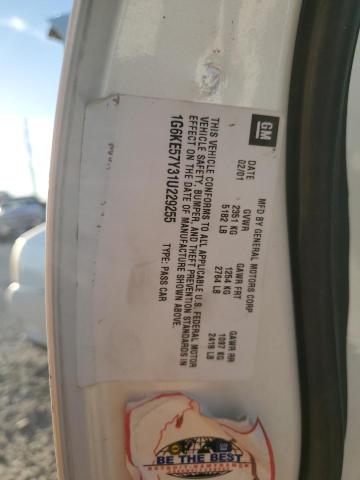 GM
MFD BY GENERAL MOTORS CORP
DATE GVWR GAWR FRT GAWR RR
02/01 2351 KG 1254 KG 1097 KG
5182 LB 2764 LB 2418 LB
THIS VEHICLE CONFORMS TO ALL APPLICABLE U.S. FEDERAL MOTOR
VEHICLE SAFETY, BUMPER, AND THEFT PREVENTION STANDARDS IN
EFFECT ON THE DATE OF MANUFACTURE SHOWN ABOVE.
1G6KE57Y31U229255 TYPE: PASS CAR
BE THE BEST